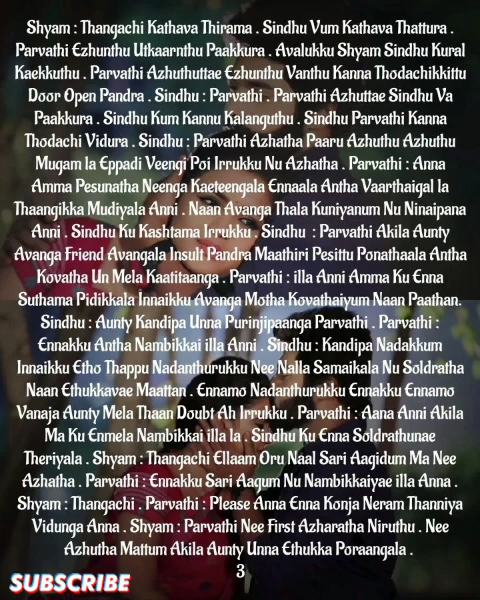 Shyam : Thangachi Kathava Thirama . Sindhu Vum Kathava Thattura .
Parvathi Ezhunthu Utkaarnthu Paakkura . Avalukku Shyam Sindhu Kural
Kaekkuthu . Parvathi Azhuthuttae Ezhunthu Vanthu Kanna Thodachikkittu
Door Open Pandra . Sindhu : Parvathi . Parvathi Azhuttae Sindhu Va
Paakkura . Sindhu Kum Kannu Kalanguthu . Sindhu Parvathi Kanna
Thodachi Vidura . Sindhu : Parvathi Azhatha Paaru Azhuthu Azhuthu
Mugam la Eppadi Veengi Poi Irrukku Nu Azhatha . Parvathi : Anna
Amma Pesunatha Neenga Kaeteengala Ennaala Antha Vaarthaigal la
Thaangikka Mudiyala Anni . Naan Avanga Thala Kuniyanum Nu Ninaipana
Anni . Sindhu Ku Kashtama Irrukku . Sindhu : Parvathi Akila Aunty
Avanga Friend Avangala Insult Pandra Maathiri Pesittu Ponathaala Antha
Kovatha Un Mela Kaatitaanga . Parvathi : illa Anni Amma Ku Enna
Suthama Pidikkala Innaikku Avanga Motha Kovathaiyum Naan Paathan.
Sindhu : Aunty Kandipa Unna Purinjipaanga Parvathi . Parvathi :
Ennakku Antha Nambikkai illa Anni . Sindhu : Kandipa Nadakkum
Innaikku Etho Thappu Nadanthurukku Nee Nalla Samaikala Nu Soldratha
Naan Ethukkavae Maattan . Ennamo Nadanthurukku Ennakku Ennamo
Vanaja Aunty Mela Thaan Doubt Ah Irrukku . Parvathi : Aana Anni Akila
Ma Ku Enmela Nambikkai illa la . Sindhu Ku Enna Soldrathunae
Theriyala . Shyam : Thangachi Ellaam Oru Naal Sari Aagidum Ma Nee
Azhatha . Parvathi : Ennakku Sari Aagum Nu Nambikkaiyae illa Anna .
Shyam : Thangachi . Parvathi : Please Anna Enna Konja Neram Thanniya
Vidunga Anna . Shyam : Parvathi Nee First Azharatha Niruthu . Nee
Azhutha Mattum Akila Aunty Unna Ethukka Poraangala .
3
SUBSCRIBE